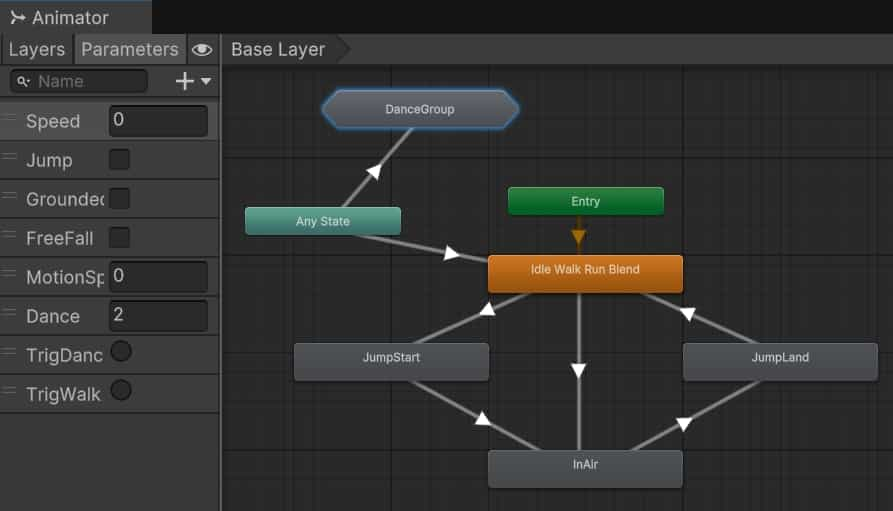 Animator
Layers Parameters
Base Layer
Name
Speed 0
Jump
Grounded
FreeFall
MotionSp 0
Dance 2
TrigDanc
TrigWalk
DanceGroup
Any State
Entry
Idle Walk Run Blend
JumpStart
JumpLand
InAir